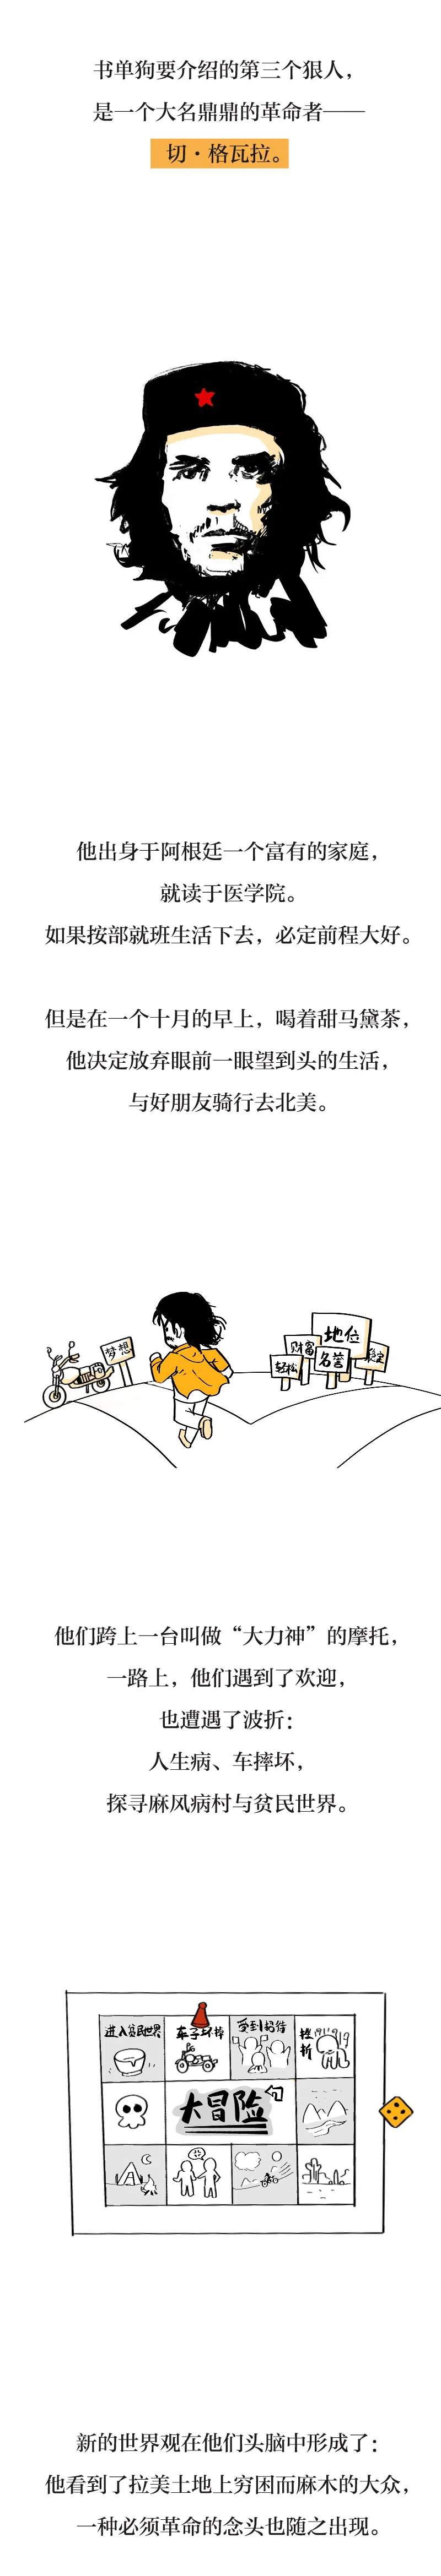 书单狗要介绍的第三个狠人，
是一个大名鼎鼎的革命者——
切·格瓦拉。
他出身于阿根廷一个富有的家庭，
就读于医学院。
如果按部就班生活下去，必定前程大好。
但是在一个十月的早上，喝着甜马黛茶，
他决定放弃眼前一眼望到头的生活，
与好朋友骑行去北美。
梦想
地位
财富
名誉
稳定
轻松
他们跨上一台叫做“大力神”的摩托，
一路上，他们遇到了欢迎，
也遭遇了波折：
人生病、车摔坏，
探寻麻风病村与贫民世界。
进入贫民世界
车子坏掉
受到招待
挫折
大冒险
新的世界观在他们头脑中形成了：
他看到了拉美土地上穷困而麻木的大众，
一种必须革命的念头也随之出现。